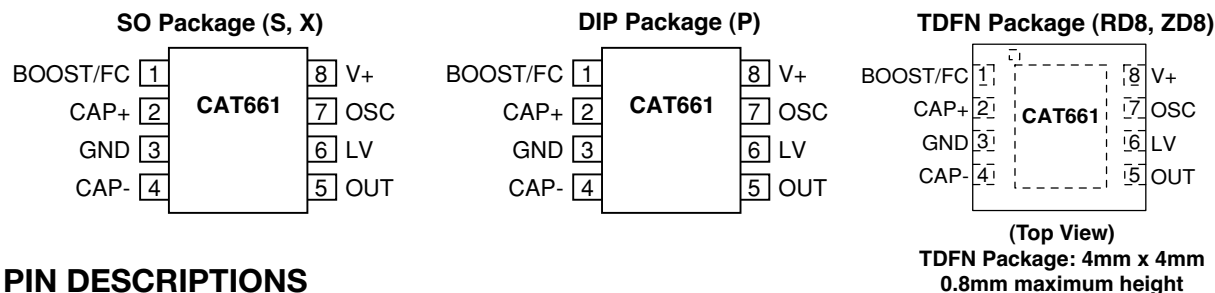 SO Package (S, X)
BOOST/FC 1
CAP+ 2
GND 3
CAP- 4
CAT661
8 V+
7 OSC
6 LV
5 OUT
DIP Package (P)
BOOST/FC 1
CAP+ 2
GND 3
CAP- 4
CAT661
8 V+
7 OSC
6 LV
5 OUT
TDFN Package (RD8, ZD8)
BOOST/FC 1
CAP+ 2
GND 3
CAP- 4
CAT661
8 V+
7 OSC
6 LV
5 OUT
(Top View)
TDFN Package: 4mm x 4mm
0.8mm maximum height
PIN DESCRIPTIONS